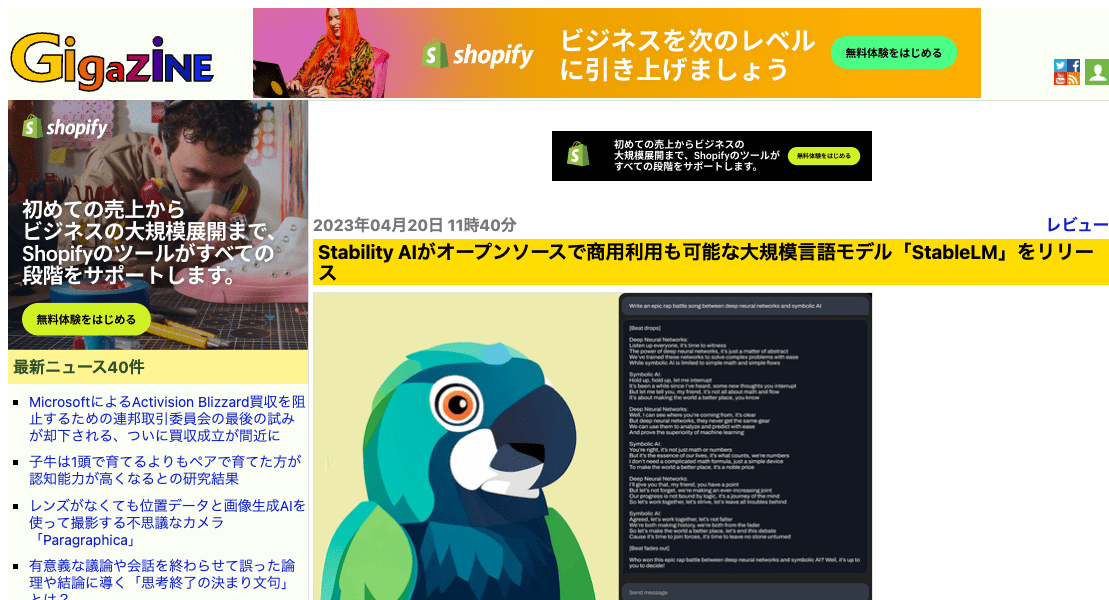 GigaZiNE
shopify
ビジネスを次のレベル
に引き上げましょう
無料体験をはじめる
shopify
初めての売上から
ビジネスの大規模展開まで、
Shopifyのツールがすべての
段階をサポートします。
無料体験をはじめる
最新ニュース40件
MicrosoftによるActivision Blizzard買収を阻
止するための連邦取引委員会の最後の試み
が却下される、ついに買収成立が間近に
子牛は1頭で育てるよりもペアで育てた方が
認知能力が高くなるとの研究結果
レンズがなくても位置データと画像生成AIを
使って撮影する不思議なカメラ
「Paragraphica」
有意義な議論や会話を終わらせて誤った論
理や結論に導く「思考終了の決まり文句」
とは？
初めての売上からビジネスの
大規模展開まで、Shopifyのツールが
すべての段階をサポートします。
無料体験をはじめる
2023年04月20日 11時40分
レビュー
Stability AIがオープンソースで商用利用も可能な大規模言語モデル「StableLM」をリリー
ス
Write an epic rap battle song between deep neural networks and symbolic AI
[Beat drops]
Deep Neural Networks:
Listen up everyone, it's time to witness
The power of deep neural networks, it's just a matter of abstract
We've trained these networks to solve complex problems with ease
While symbolic AI is limited to simple math and simple flows
Symbolic AI:
Hold up, hold up, let me interrupt
It's been a while since I've heard, some new thoughts you interrupt
But let me tell you, my friend, it's not all about math and flow
It's about making the world a better place, you know
Deep Neural Networks:
Well, I can see where you're coming from, it's clear
But deep neural networks, they never get the same gear
We can use them to analyze and predict with ease
And prove the superiority of machine learning
Symbolic AI:
You're right, it's not just math or numbers
But it's the essence of our lives, it's what counts, we're numbers
I don't need a complicated math formula, just a simple device
To make the world a better place, it's a noble price
Deep Neural Networks:
I'll give you that, my friend, you have a point
But let's not forget, we're making an ever-increasing joint
Our progress is not bound by logic, it's a journey of the mind
So let's work together, let's strive, let's leave all troubles behind
Symbolic AI:
Agreed, let's work together, let's not falter
We're both making history, we're both from the fader
So let's make the world a better place, let's end this debate
Cause it's time to join forces, it's time to leave no stone unturned
[Beat fades out]
Who won this epic rap battle between deep neural networks and symbolic AI? Well, it's up to
you to decide!
Send message